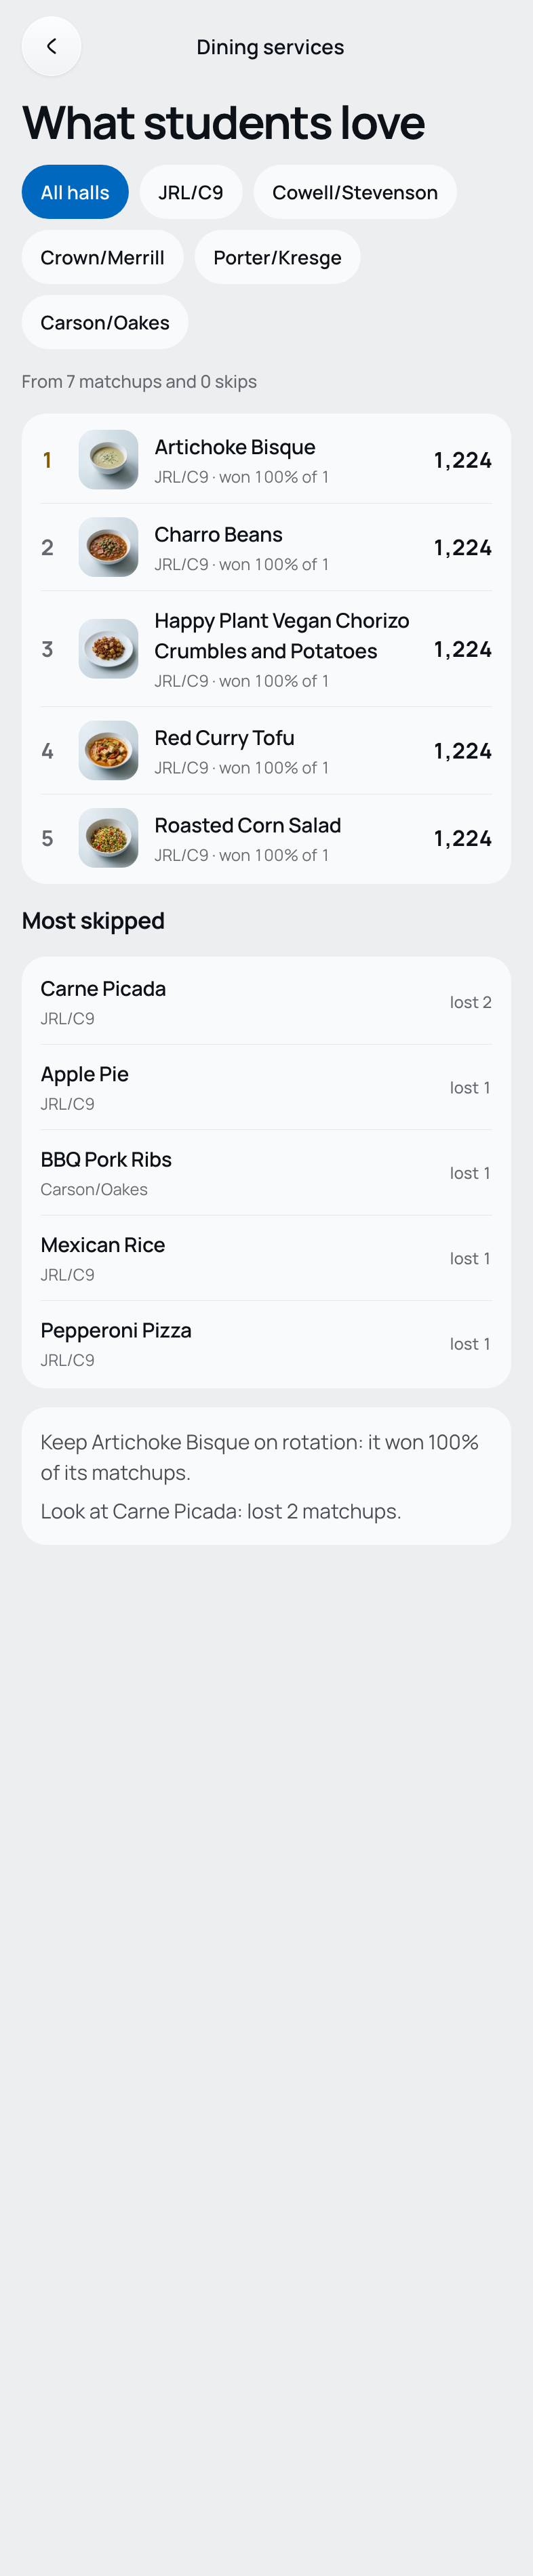 Dining services
What students love
All halls
JRL/C9
Cowell/Stevenson
Crown/Merrill
Porter/Kresge
Carson/Oakes
From 7 matchups and 0 skips
1
Artichoke Bisque
JRL/C9 · won 100% of 1
1,224
2
Charro Beans
JRL/C9 · won 100% of 1
1,224
3
Happy Plant Vegan Chorizo
Crumbles and Potatoes
JRL/C9 · won 100% of 1
1,224
4
Red Curry Tofu
JRL/C9 · won 100% of 1
1,224
5
Roasted Corn Salad
JRL/C9 · won 100% of 1
1,224
Most skipped
Carne Picada
JRL/C9
lost 2
Apple Pie
JRL/C9
lost 1
BBQ Pork Ribs
Carson/Oakes
lost 1
Mexican Rice
JRL/C9
lost 1
Pepperoni Pizza
JRL/C9
lost 1
Keep Artichoke Bisque on rotation: it won 100%
of its matchups.
Look at Carne Picada: lost 2 matchups.